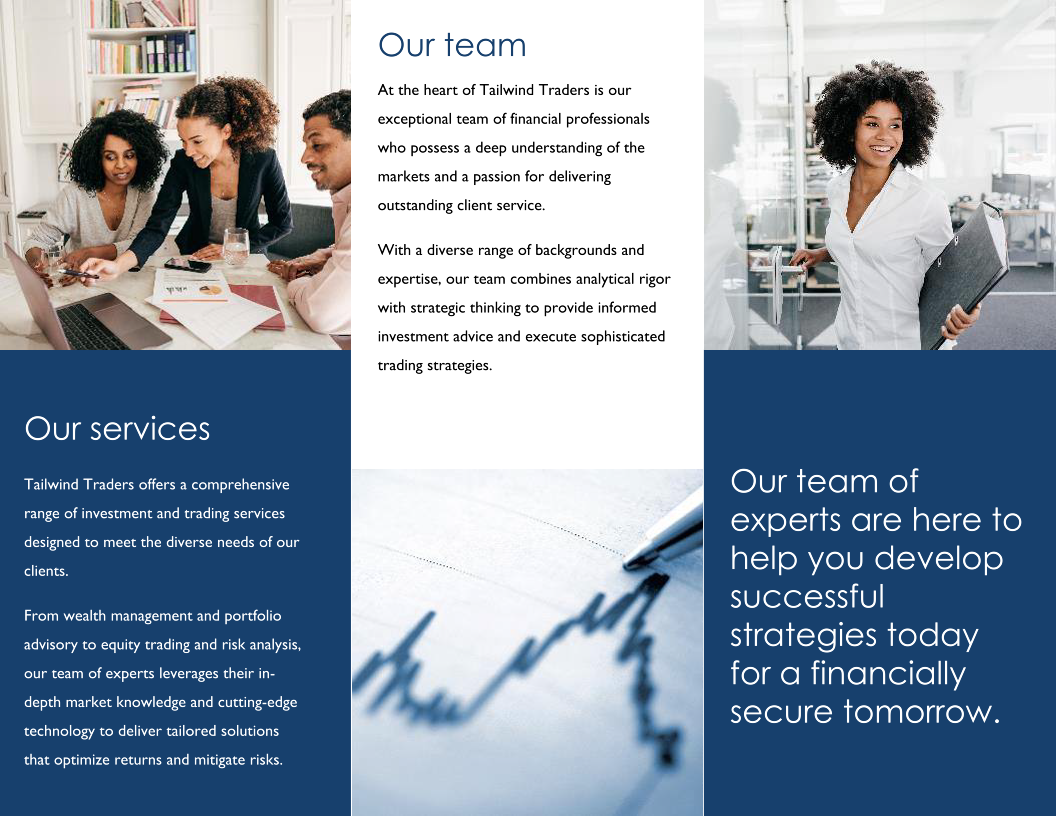 Our services
Tailwind Traders offers a comprehensive
range of investment and trading services
designed to meet the diverse needs of our
clients.
From wealth management and portfolio
advisory to equity trading and risk analysis,
our team of experts leverages their in-
depth market knowledge and cutting-edge
technology to deliver tailored solutions
that optimize returns and mitigate risks.
Our team
At the heart of Tailwind Traders is our
exceptional team of financial professionals
who possess a deep understanding of the
markets and a passion for delivering
outstanding client service.
With a diverse range of backgrounds and
expertise, our team combines analytical rigor
with strategic thinking to provide informed
investment advice and execute sophisticated
trading strategies.
Our team of
experts are here to
help you develop
successful
strategies today
for a financially
secure tomorrow.